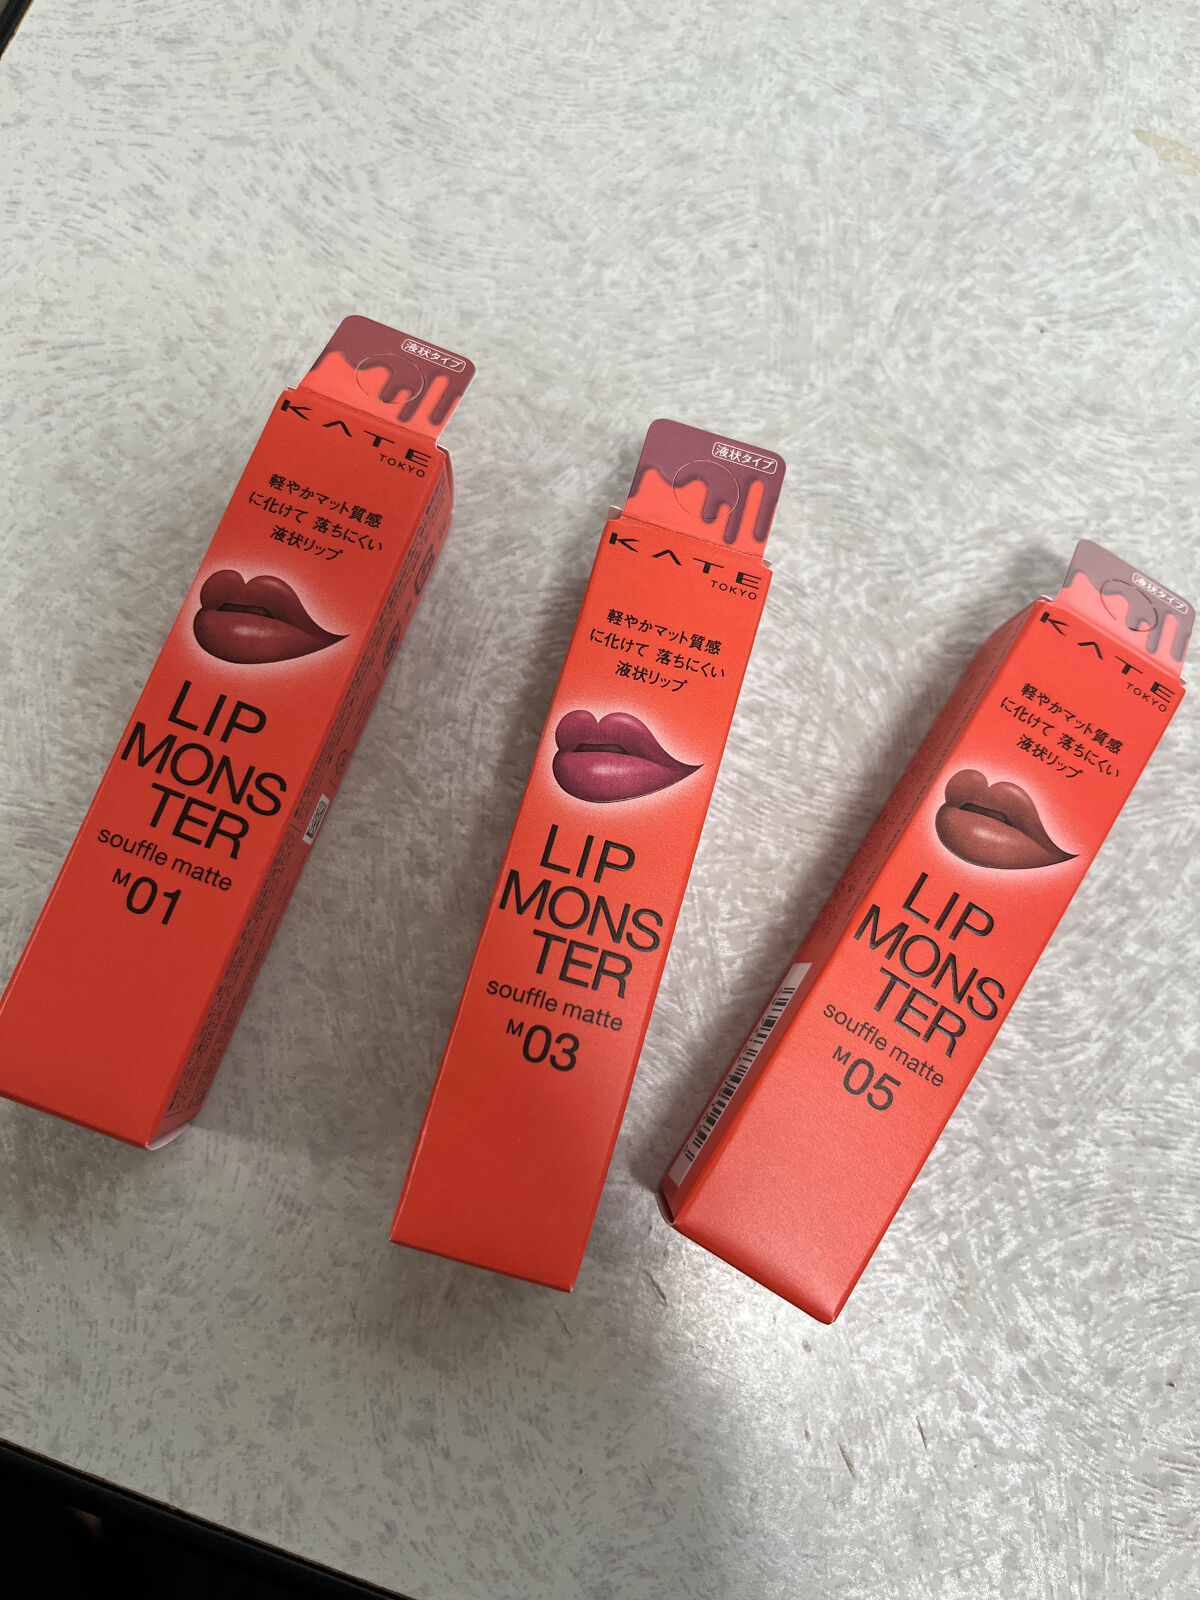 液状タイプ
KATE
TOKYO
軽やかマット質感
に化けて 落ちにくい
液状リップ
LIP
MONS
TER
souffle matte
M01
液状タイプ
KATE
TOKYO
軽やかマット質感
に化けて 落ちにくい
液状リップ
LIP
MONS
TER
souffle matte
M03
液状タイプ
KATE
TOKYO
軽やかマット質感
に化けて 落ちにくい
液状リップ
LIP
MONS
TER
souffle matte
M05